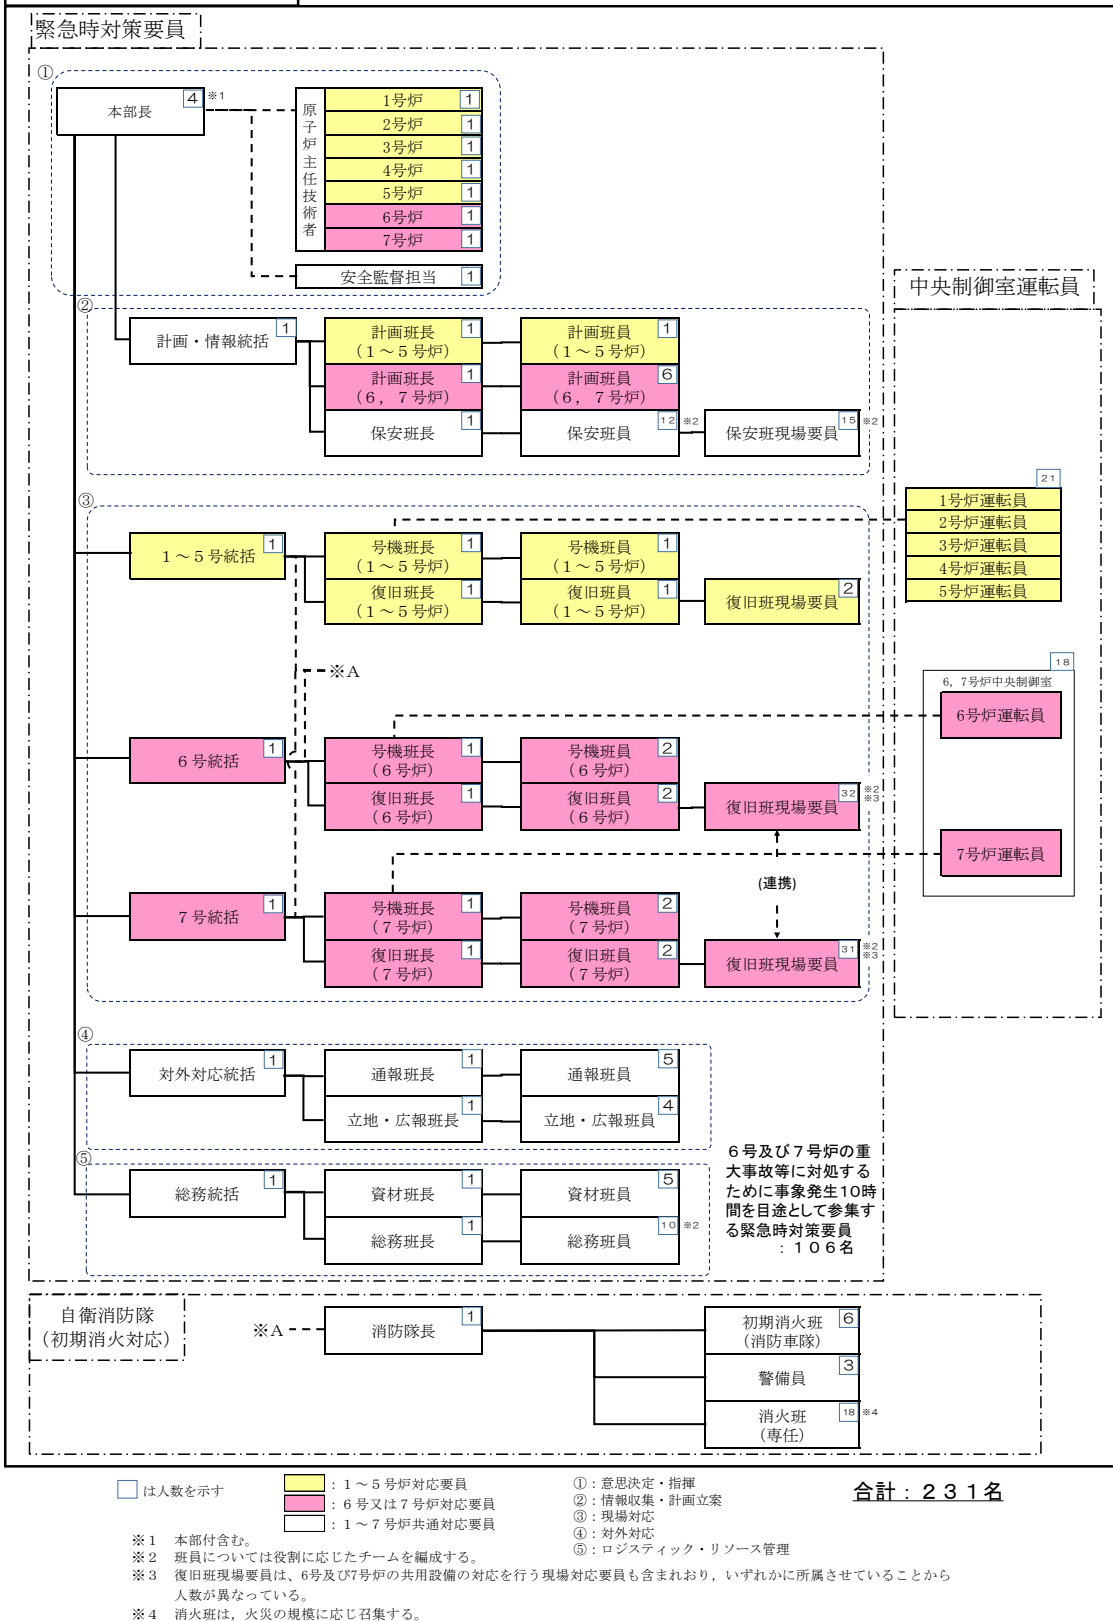 緊急時対策要員
①
本部長
4
※1
原子炉主任技術者
1号炉 1
2号炉 1
3号炉 1
4号炉 1
5号炉 1
6号炉 1
7号炉 1
安全監督担当 1
中央制御室運転員
②
計画・情報統括 1
計画班長 1
（１～５号炉）
計画班員 1
（１～５号炉）
計画班長 1
（6，７号炉）
計画班員 6
（6，７号炉）
保安班長 1
保安班員 12 ※2
保安班現場要員 15 ※2
③
21
1号炉運転員
2号炉運転員
3号炉運転員
4号炉運転員
5号炉運転員
１～５号統括 1
号機班長 1
（１～５号炉）
号機班員 1
（１～５号炉）
復旧班長 1
（１～５号炉）
復旧班員 1
（１～５号炉）
復旧班現場要員 2
※A
18
6，7号炉中央制御室
6号炉運転員
7号炉運転員
６号統括 1
号機班長 1
（６号炉）
号機班員 2
（６号炉）
復旧班長 1
（６号炉）
復旧班員 2
（６号炉）
復旧班現場要員 32 ※2
※3
(連携)
７号統括 1
号機班長 1
（７号炉）
号機班員 2
（７号炉）
復旧班長 1
（７号炉）
復旧班員 2
（７号炉）
復旧班現場要員 31 ※2
※3
④
対外対応統括 1
通報班長 1
通報班員 5
立地・広報班長 1
立地・広報班員 4
⑤
総務統括 1
資材班長 1
資材班員 5
総務班長 1
総務班員 10 ※2
６号及び７号炉の重
大事故等に対処する
ために事象発生10時
間を目途として参集す
る緊急時対策要員
：１０６名
自衛消防隊
（初期消火対応）
※A
消防隊長 1
初期消火班 6
（消防車隊）
警備員 3
消火班 18 ※4
（専任）
は人数を示す
：１～５号炉対応要員
：６号又は７号炉対応要員
：１～７号炉共通対応要員
①：意思決定・指揮
②：情報収集・計画立案
③：現場対応
④：対外対応
⑤：ロジスティック・リソース管理
合計：２３１名
※１ 本部付含む。
※２ 班員については役割に応じたチームを編成する。
※３ 復旧班現場要員は、6号及び7号炉の共用設備の対応を行う現場対応要員も含まれおり，いずれかに所属させていることから
人数が異なっている。
※４ 消火班は，火災の規模に応じ召集する。